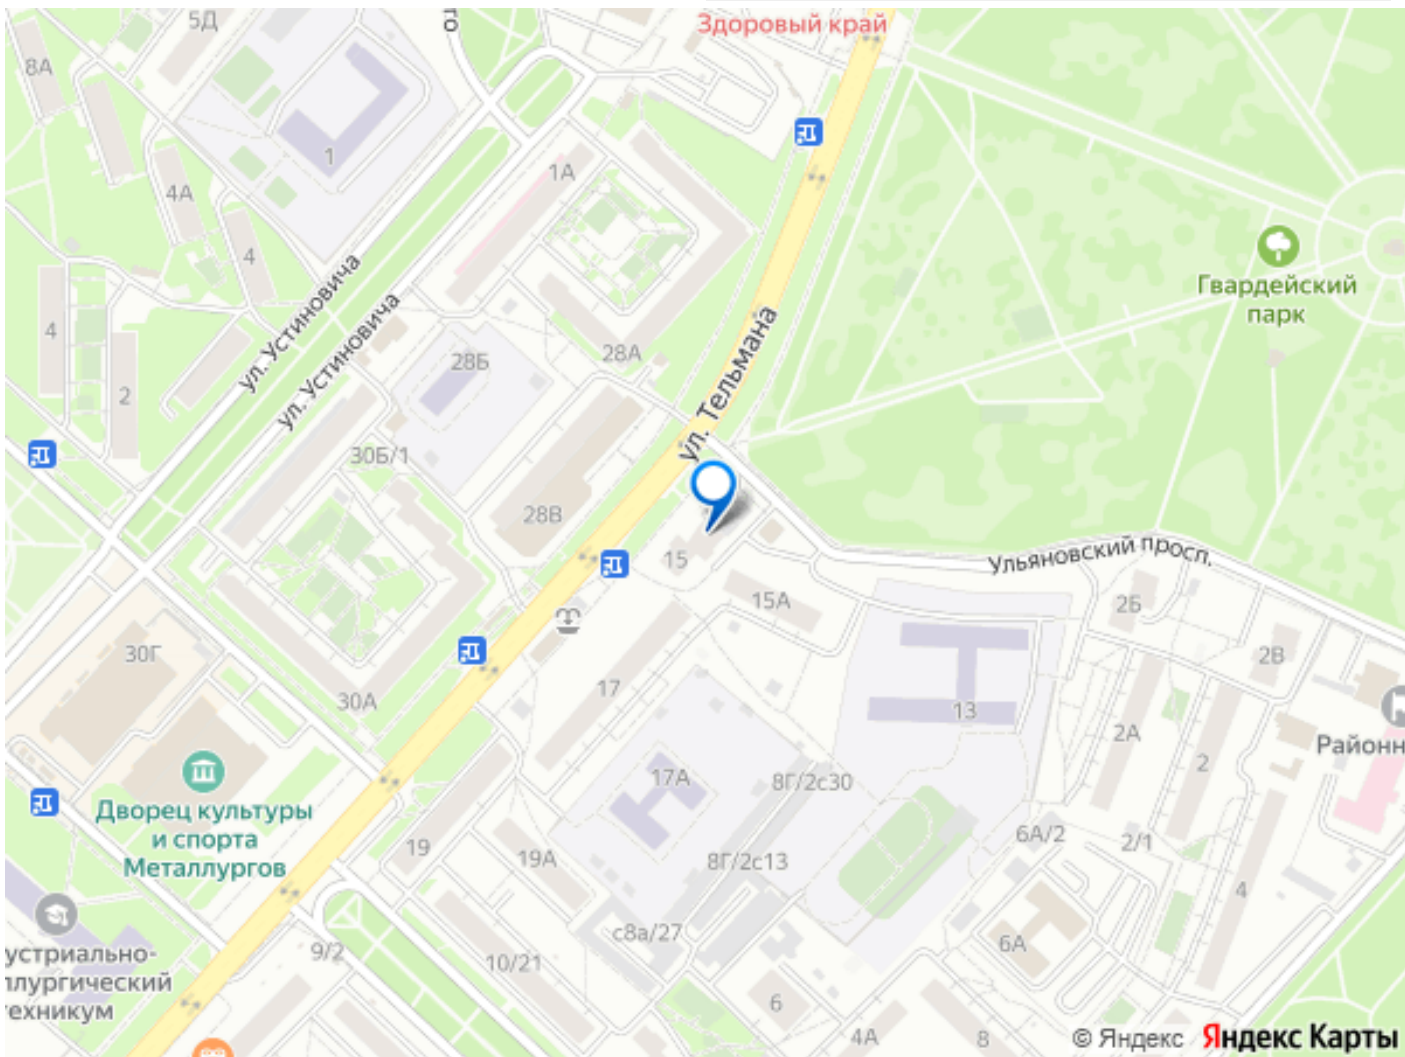 5Д
Здоровый край
8А
1
1А
4А
4
ул. Устиновича
ул. Устиновича
Гвардейский
парк
4
28Б
28А
2
ул. Тельмана
30Б/1
28В
15
Ульяновский просп.
15А
2Б
30Г
2В
17
30А
13
2А
Районн
2
17А
8Г/2с30
Дворец культуры
и спорта
Металлургов
6А/2
2/1
19
19А
8Г/2с13
4
с8а/27
6А
устриально-
ллургический
ехникум
9/2
10/21
6
4А
8
© Яндекс Яндекс Карты